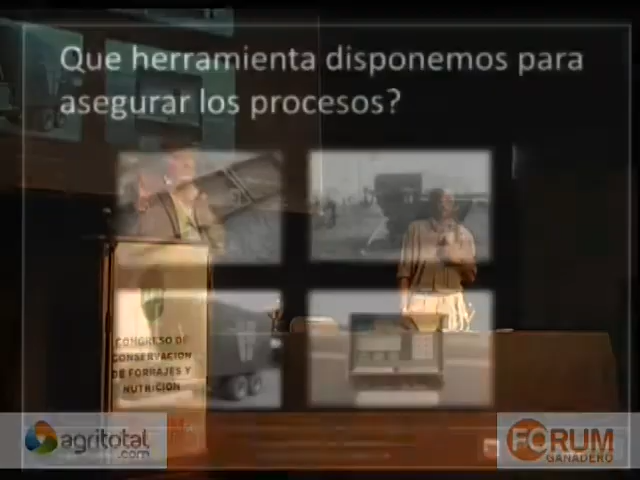 Que herramienta disponemos para
asegurar los procesos?
CONGRESO DE
CONSERVACION
DE FORRAJES Y
NUTRICION
agritotal
.com
FORUM
GANADERO